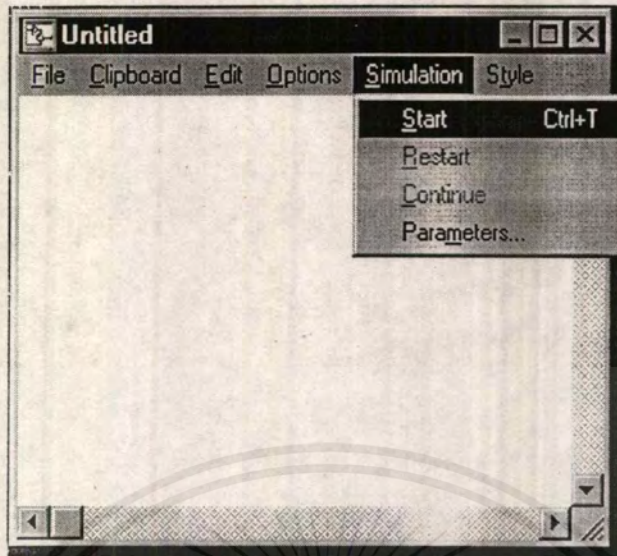 Untitled
File Clipboard Edit Options Simulation Style
Start Ctrl+T
Restart
Continue
Parameters...